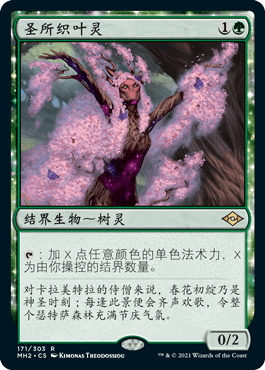 圣所织叶灵 1
结界生物～树灵
：加X点任意颜色的单色法术力，X
为由你操控的结界数量。
对卡美特拉的侍僧来说，春花初绽乃是
神圣时刻；每逢此景便会齐声欢歌，令整
个瑟特萨森林充满节庆气氛。
0/2
171/303 R
MH2 • CS KIMONAS THEODOSSIOU
™ & © 2021 Wizards of the Coast